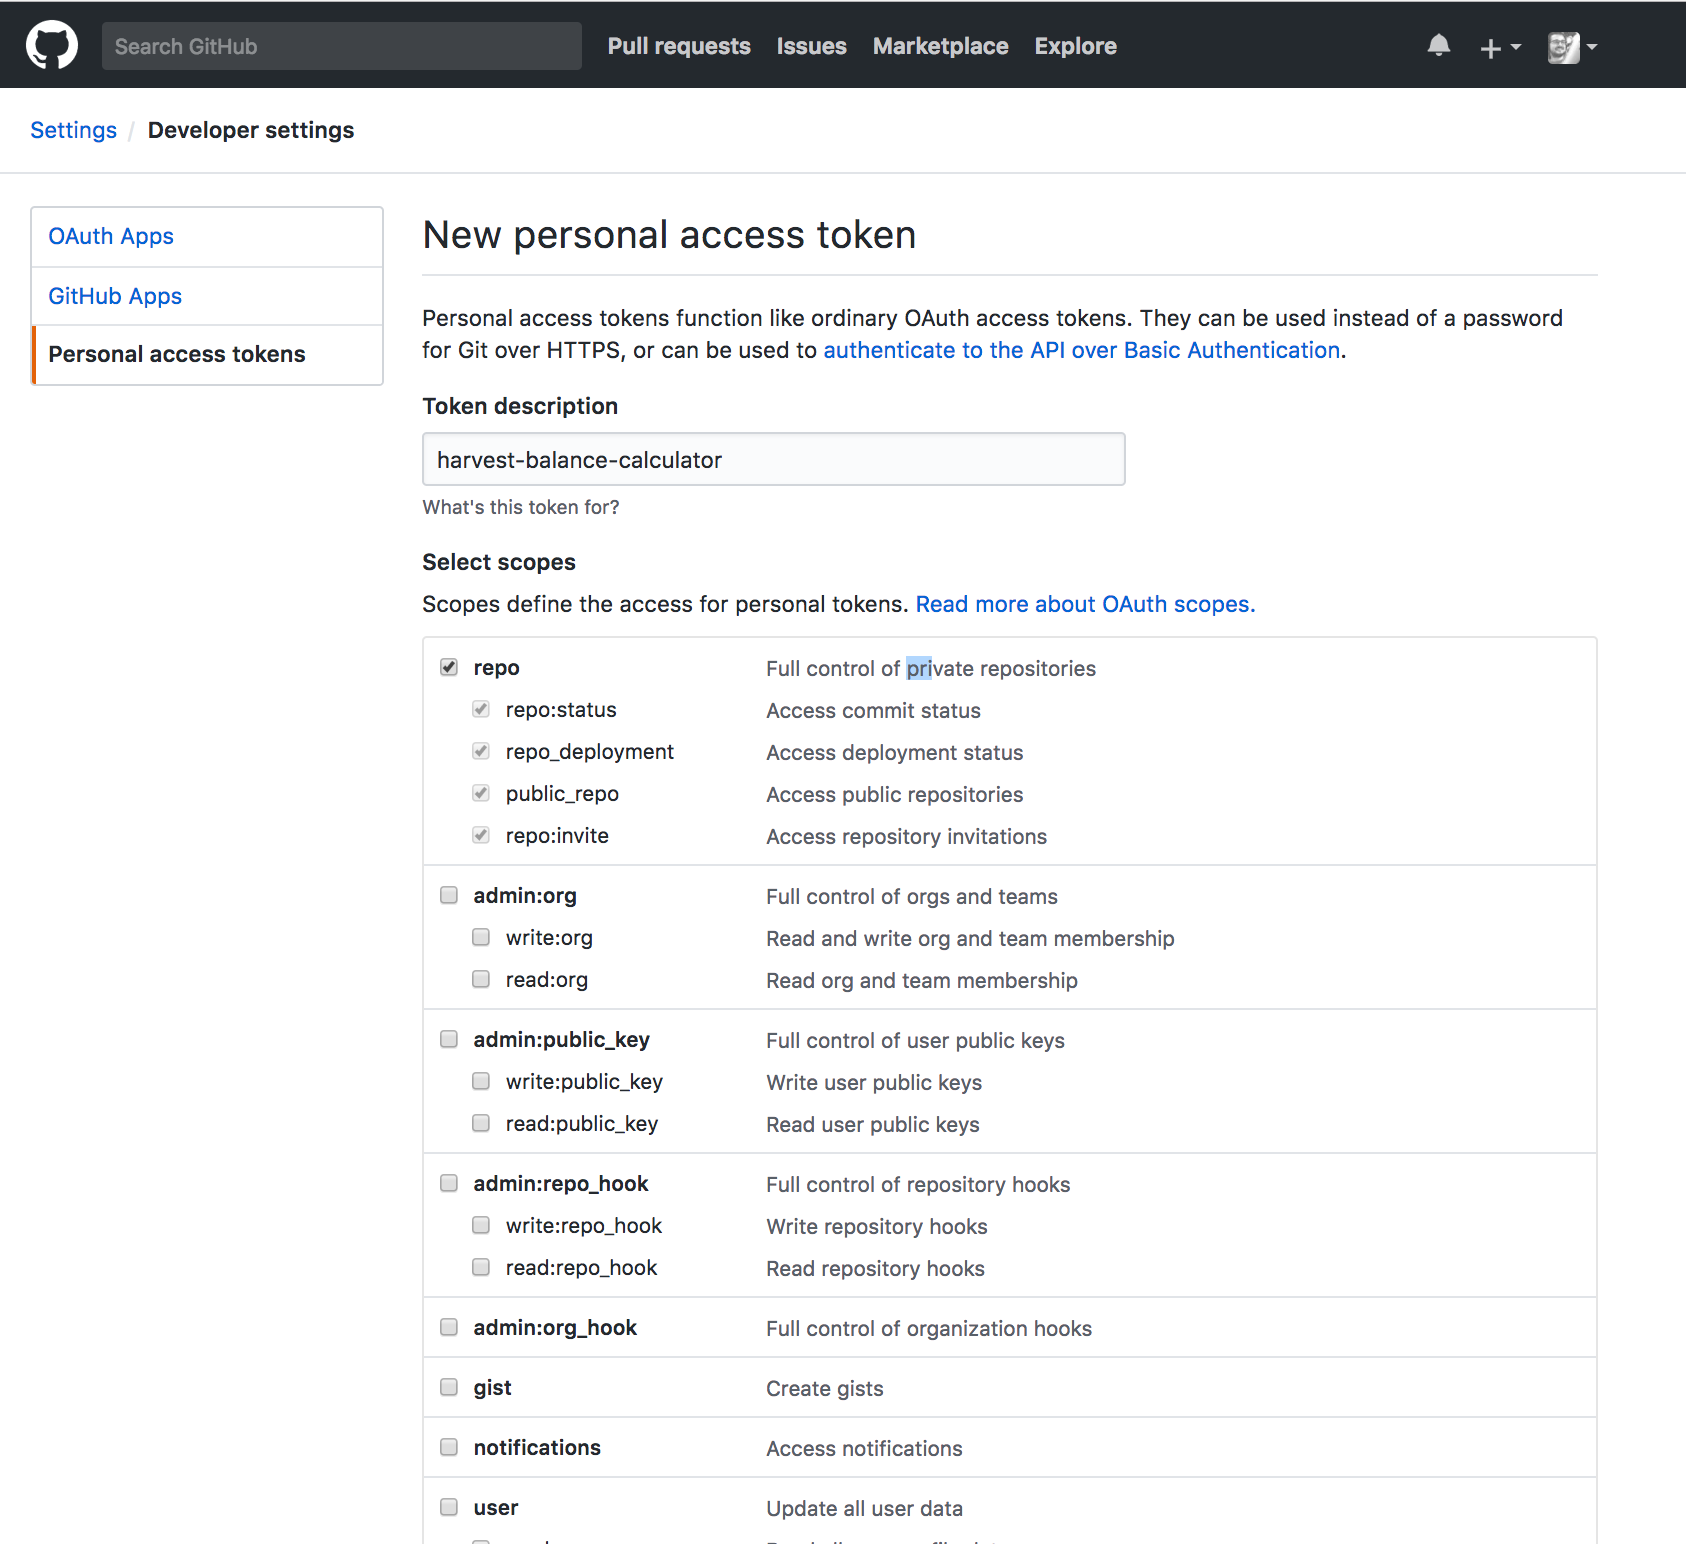 Search GitHub Pull requests Issues Marketplace Explore
Settings / Developer settings
OAuth Apps
GitHub Apps
Personal access tokens
New personal access token
Personal access tokens function like ordinary OAuth access tokens. They can be used instead of a password
for Git over HTTPS, or can be used to authenticate to the API over Basic Authentication.
Token description
harvest-balance-calculator
What's this token for?
Select scopes
Scopes define the access for personal tokens. Read more about OAuth scopes.
repo Full control of private repositories
repo:status Access commit status
repo_deployment Access deployment status
public_repo Access public repositories
repo:invite Access repository invitations
admin:org Full control of orgs and teams
write:org Read and write org and team membership
read:org Read org and team membership
admin:public_key Full control of user public keys
write:public_key Write user public keys
read:public_key Read user public keys
admin:repo_hook Full control of repository hooks
write:repo_hook Write repository hooks
read:repo_hook Read repository hooks
admin:org_hook Full control of organization hooks
gist Create gists
notifications Access notifications
user Update all user data